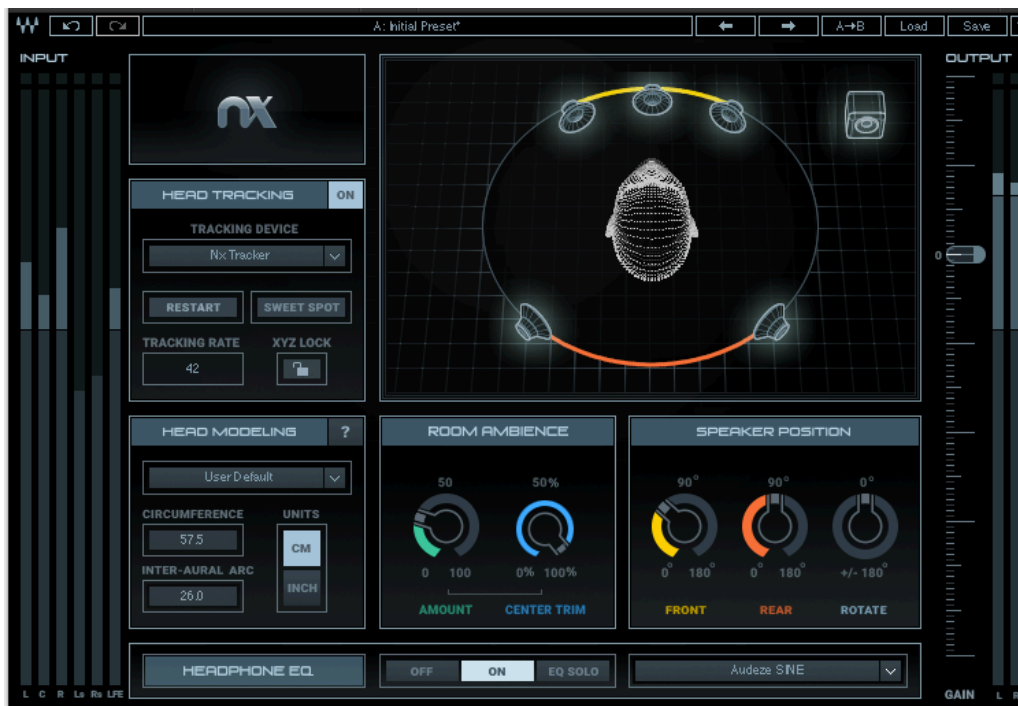 A: Initial Preset*
A→B
Load
Save
INPUT
OUTPUT
nx
HEAD TRACKING
ON
TRACKING DEVICE
Nx Tracker
0
RESTART
SWEET SPOT
TRACKING RATE
XYZ LOCK
42
HEAD MODELING
?
ROOM AMBIENCE
SPEAKER POSITION
User Default
50
50%
90°
90°
0°
CIRCUMFERENCE
UNITS
57.5
CM
INTER-AURAL ARC
INCH
26.0
0 100
0% 100%
0° 180°
0° 180°
+/- 180°
AMOUNT
CENTER TRIM
FRONT
REAR
ROTATE
HEADPHONE EQ
OFF
ON
EQ SOLO
Audeze SINE
L C R Ls Rs LFE
GAIN
L R